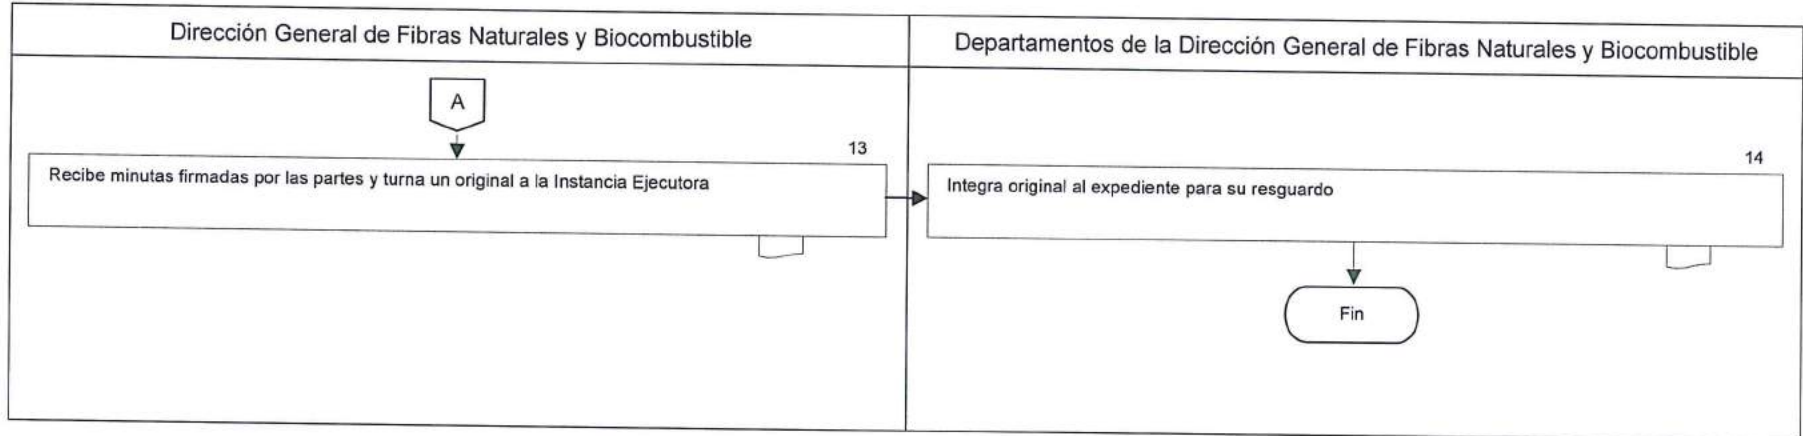 Dirección General de Fibras Naturales y Biocombustible
Departamentos de la Dirección General de Fibras Naturales y Biocombustible
A
13
Recibe minutas firmadas por las partes y turna un original a la Instancia Ejecutora
14
Integra original al expediente para su resguardo
Fin